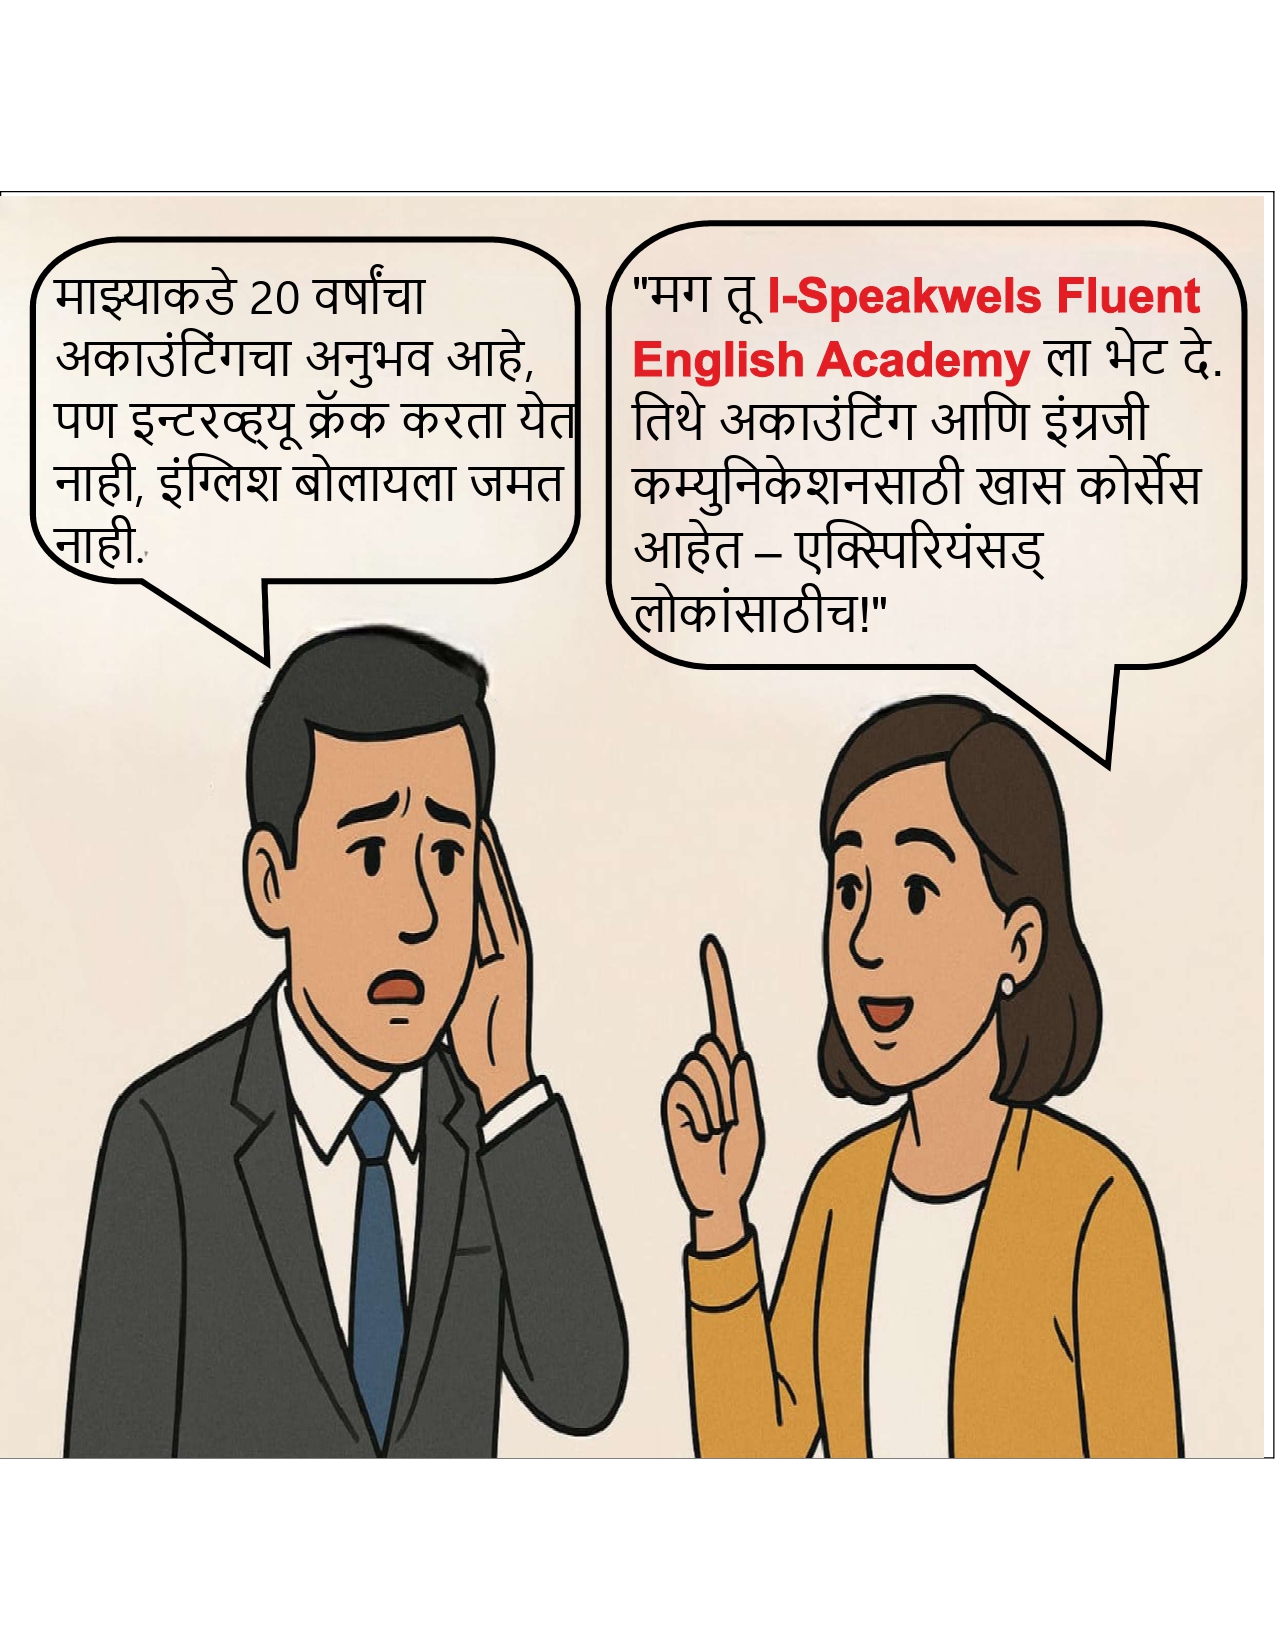 माझ्याकडे 20 वर्षांचा
अकाउंटिंगचा अनुभव आहे,
पण इन्टरव्ह्यू क्रॅक करता येत
नाही, इंग्लिश बोलायला जमत
नाही.
"मग तू I-Speakwels Fluent
English Academy ला भेट दे.
तिथे अकाउंटिंग आणि इंग्रजी
कम्युनिकेशनसाठी खास कोर्सेस
आहेत – एक्स्पिरियंसड्
लोकांसाठीच!"